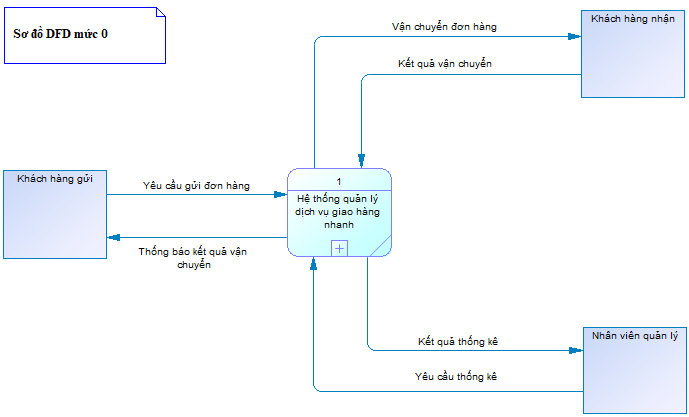 Sơ đồ DFD mức 0
Vận chuyển đơn hàng
Khách hàng nhận
Kết quả vận chuyển
Khách hàng gửi
Yêu cầu gửi đơn hàng
1
Hệ thống quản lý
dịch vụ giao hàng
nhanh
Thống báo kết quả vận
chuyển
Kết quả thống kê
Nhân viên quản lý
Yêu cầu thống kê